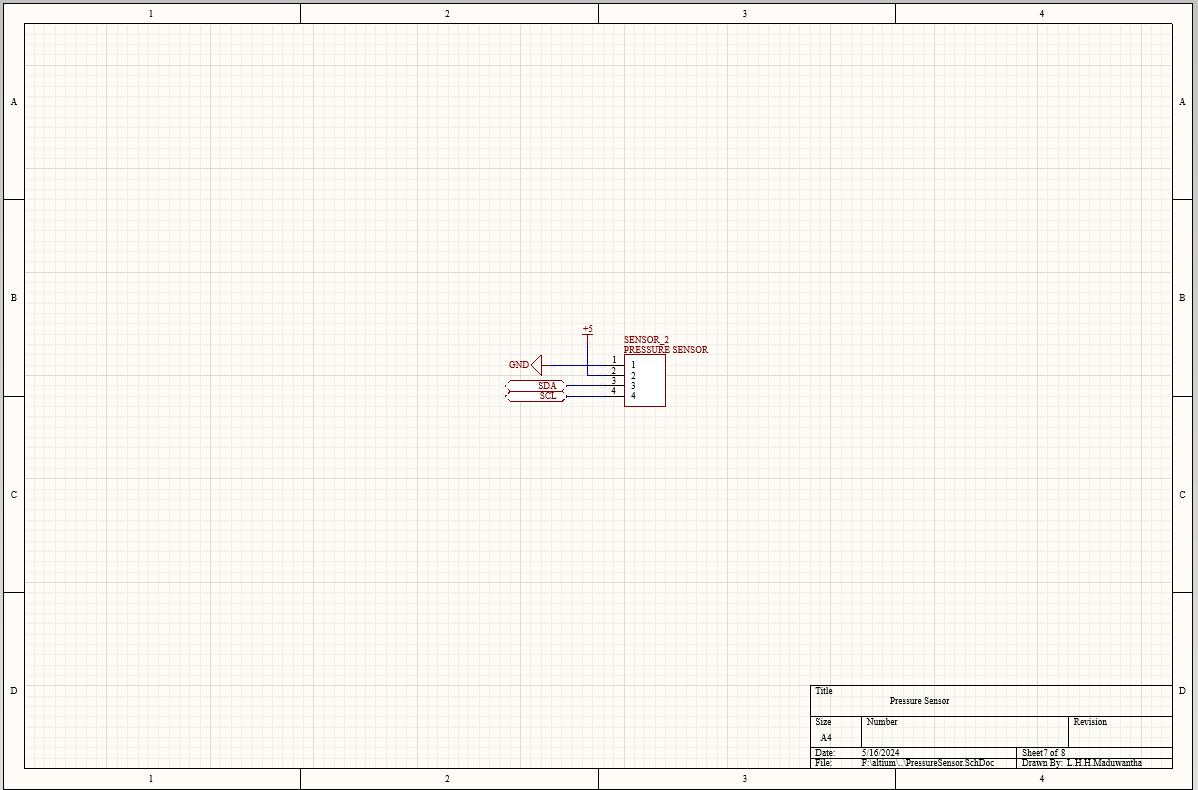 1 2 3 4
A A
B B
+5
SENSOR_2
PRESSURE SENSOR
GND 1 1
2 2
SDA 3 3
SCL 4 4
C C
D D
Title
Pressure Sensor
Size Number Revision
A4
Date: 5/16/2024 Sheet7 of 8
File: F:\altium\..\PressureSensor.SchDoc Drawn By: L.H.H.Maduwantha
1 2 3 4